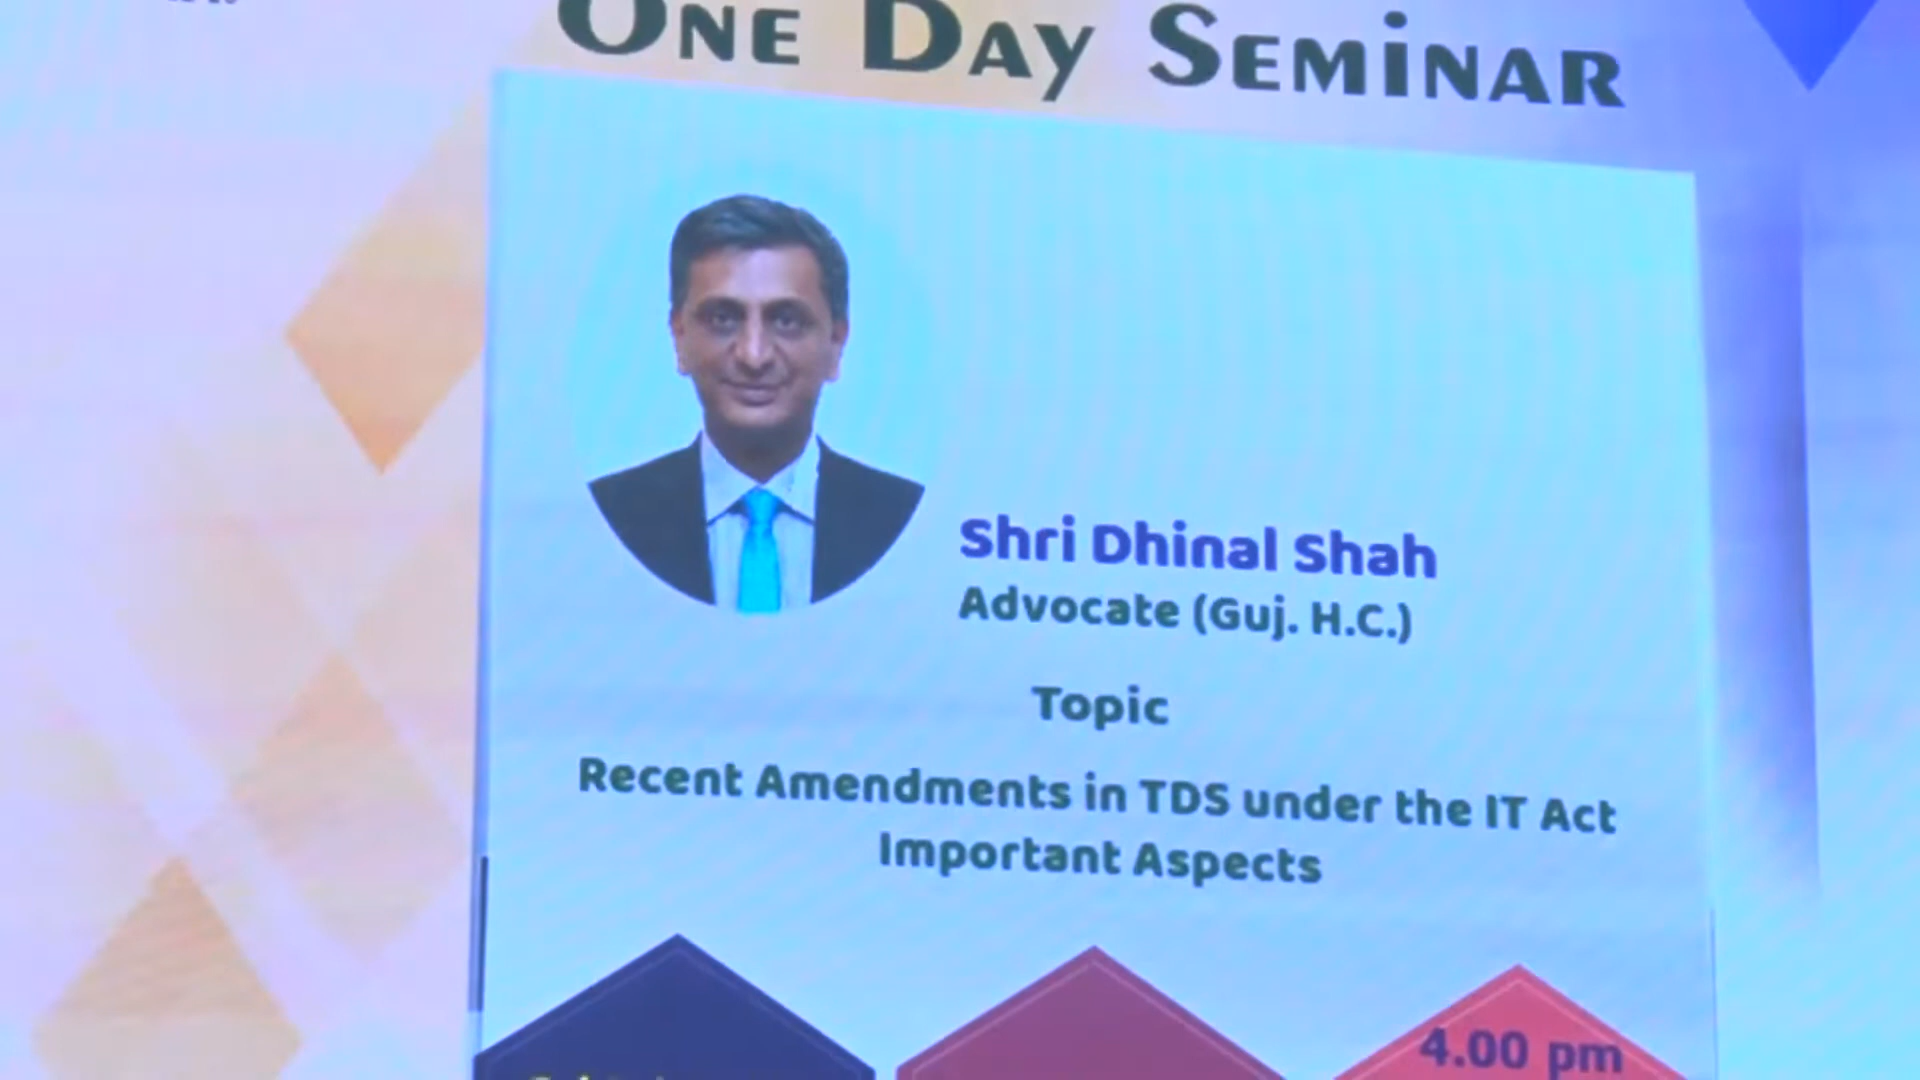 One Day Seminar
Shri Dhinal Shah
Advocate (Guj. H.C.)
Topic
Recent Amendments in TDS under the IT Act
Important Aspects
4.00 pm